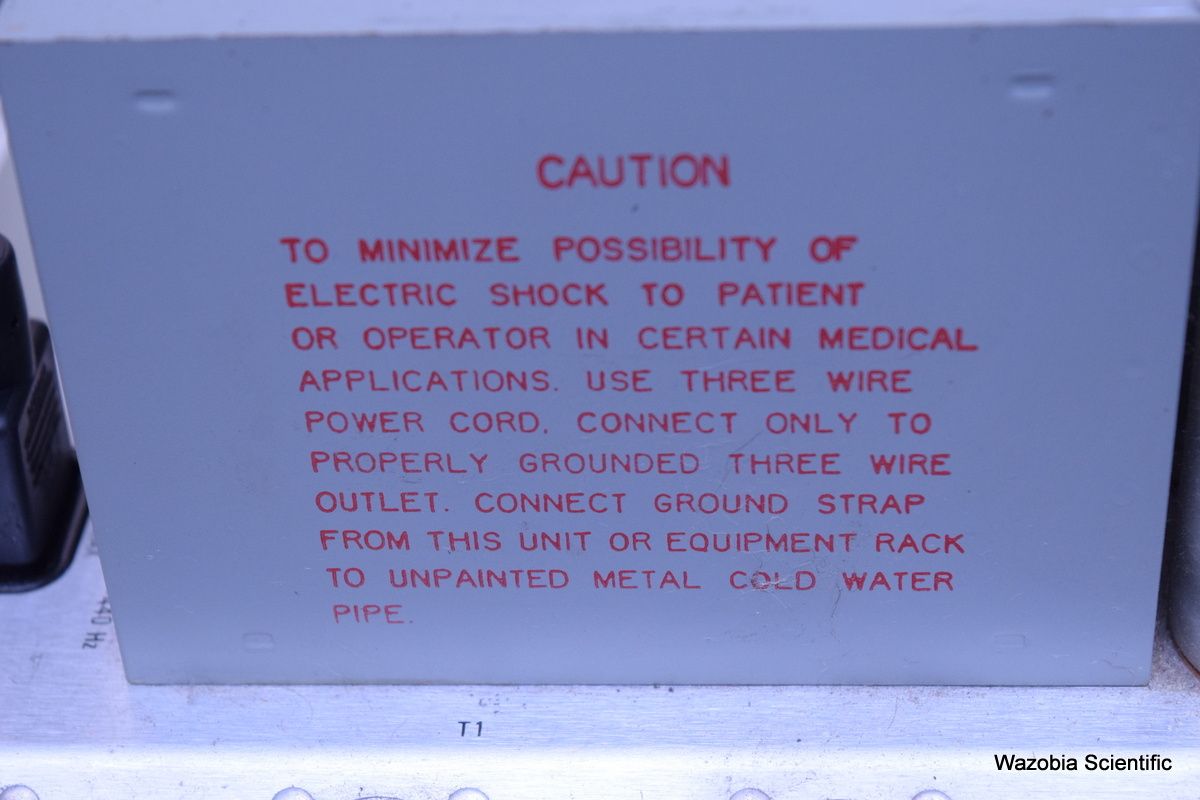 CAUTION
TO MINIMIZE POSSIBILITY OF
ELECTRIC SHOCK TO PATIENT
OR OPERATOR IN CERTAIN MEDICAL
APPLICATIONS. USE THREE WIRE
POWER CORD. CONNECT ONLY TO
PROPERLY GROUNDED THREE WIRE
OUTLET. CONNECT GROUND STRAP
FROM THIS UNIT OR EQUIPMENT RACK
TO UNPAINTED METAL COLD WATER
PIPE.
440 Hz
T1
Wazobia Scientific